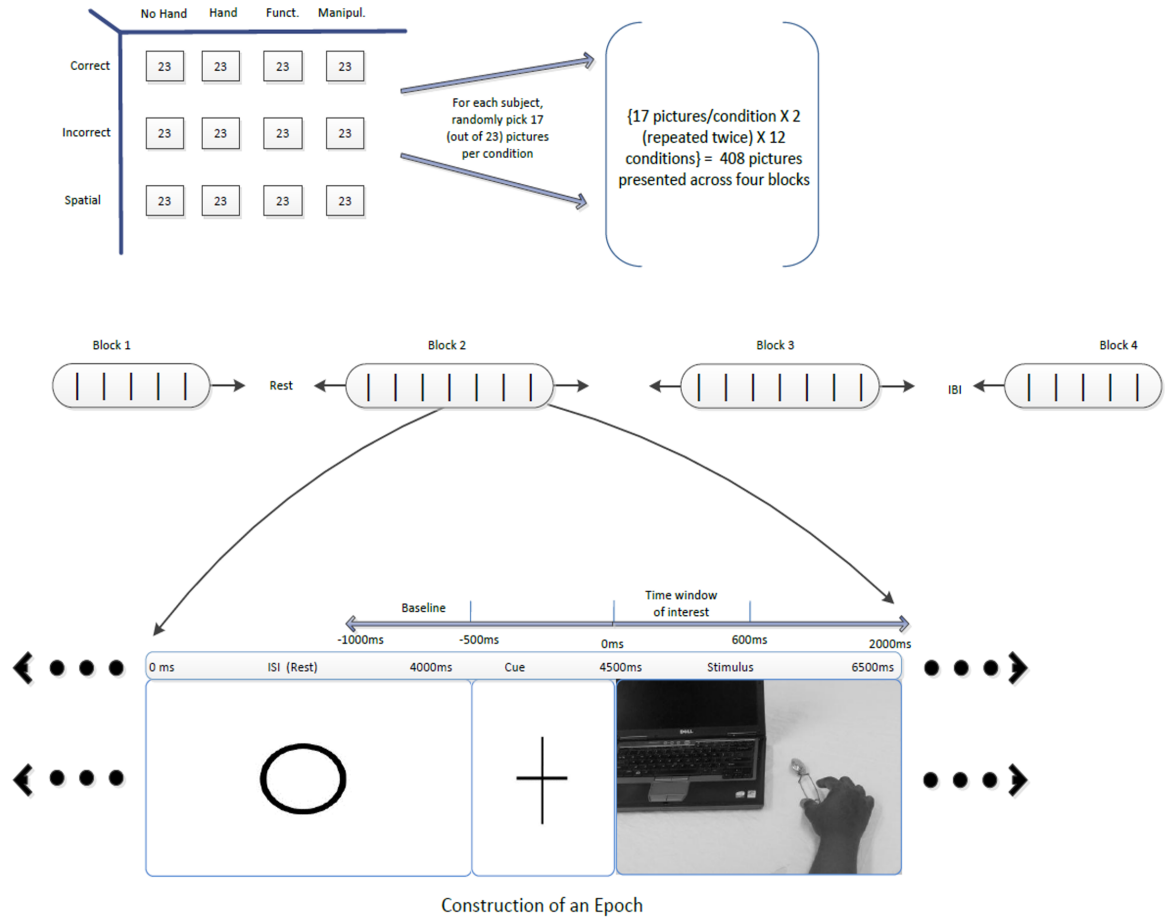 No Hand Hand Funct. Manipul.
Correct 23 23 23 23
Incorrect 23 23 23 23
Spatial 23 23 23 23
For each subject,
randomly pick 17
(out of 23) pictures
per condition
{17 pictures/condition X 2
(repeated twice) X 12
conditions} = 408 pictures
presented across four blocks
Block 1 Block 2 Block 3 Block 4
Rest IBI
Baseline
Time window
of interest
-1000ms -500ms 0ms 600ms 2000ms
0 ms ISI (Rest) 4000ms Cue 4500ms Stimulus 6500ms
DELL
Construction of an Epoch